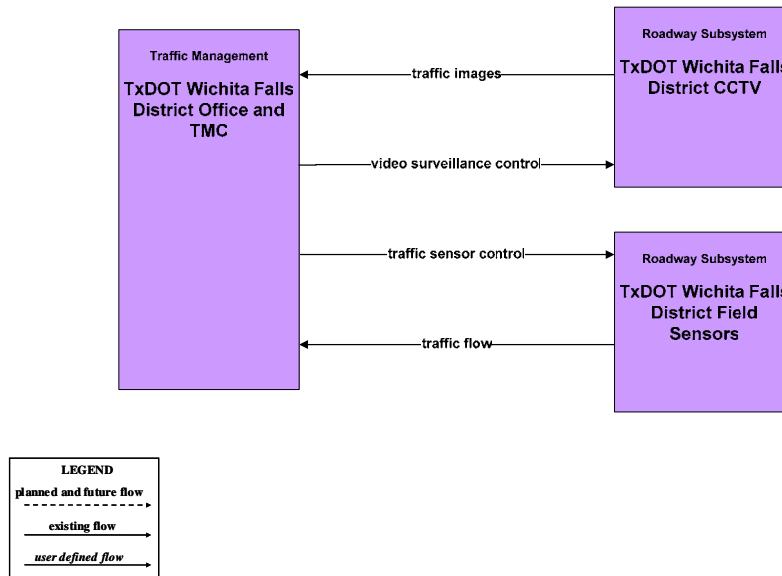 Traffic Management
TxDOT Wichita Falls
District Office and
TMC
traffic images
video surveillance control
traffic sensor control
traffic flow
Roadway Subsystem
TxDOT Wichita Falls
District CCTV
Roadway Subsystem
TxDOT Wichita Falls
District Field
Sensors
LEGEND
planned and future flow
existing flow
user defined flow